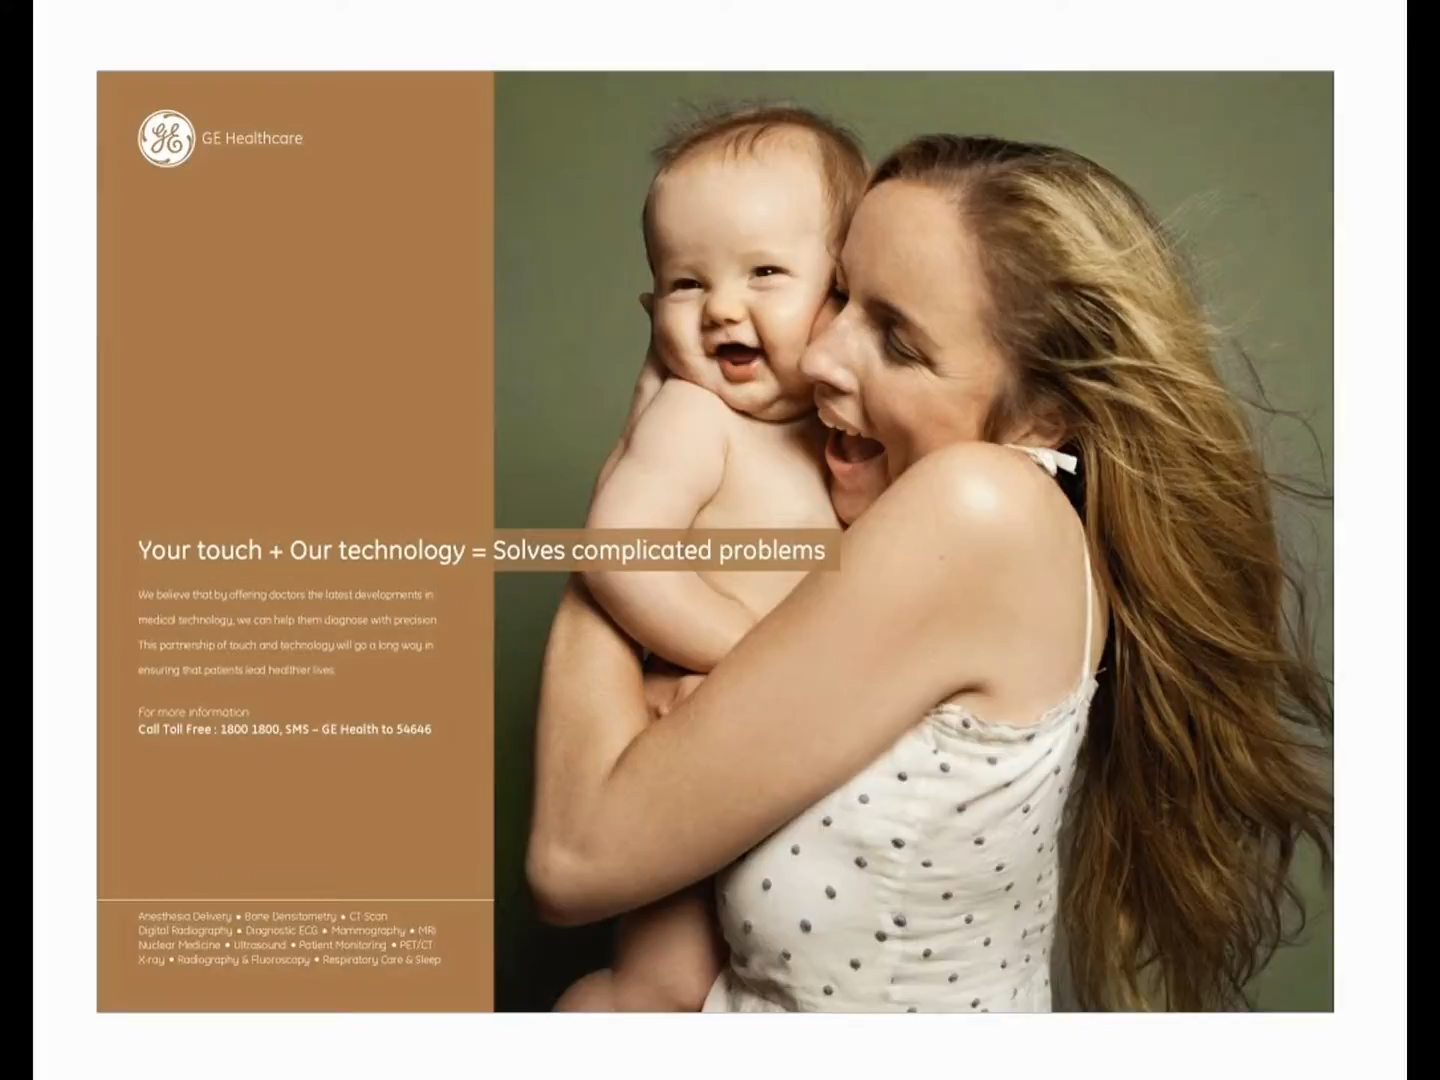 GE
GE Healthcare
Your touch + Our technology = Solves complicated problems
We believe that by offering doctors the latest developments in
medical technology, we can help them diagnose with precision
This partnership of touch and technology will go a long way in
ensuring that patients lead healthier lives.
For more information
Call Toll Free : 1800 1800, SMS – GE Health to 54646
Anesthesia Delivery • Bone Densitometry • CT Scan
Digital Radiography • Diagnostic ECG • Mammography • MRI
Nuclear Medicine • Ultrasound • Patient Monitoring • PET/CT
X-ray • Radiography & Fluoroscopy • Respiratory Care & Sleep